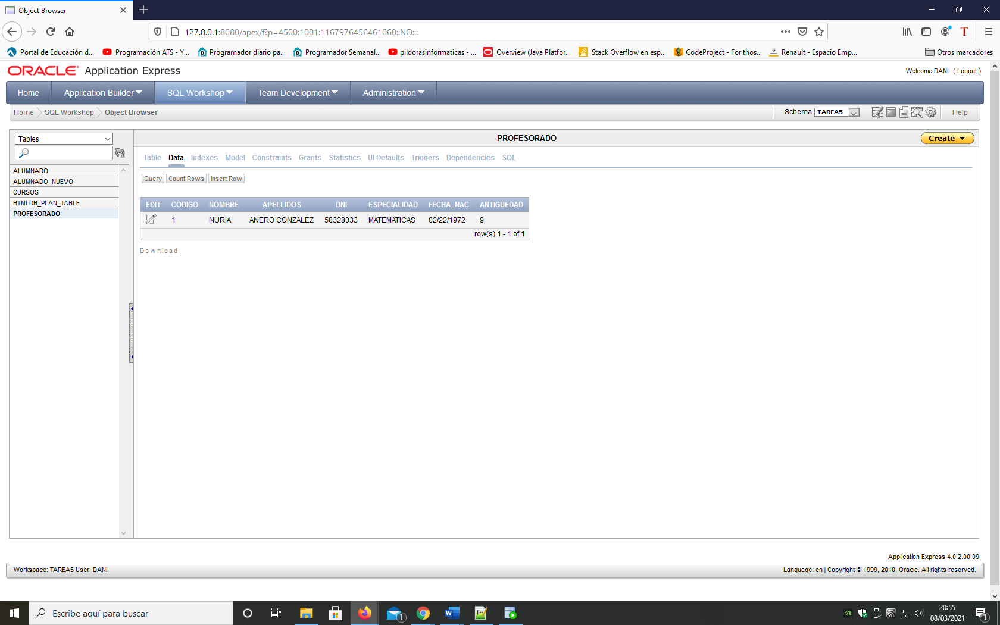 Object Browser
127.0.0.1:8080/apex/f?p=4500:1001:1167976456461060::NO:::
Portal de Educación d... Programación ATS - Y... Programador diario pa... Programador Semanal... pildorasinformaticas - ... Overview (Java Platfor... Stack Overflow en esp... CodeProject - For thos... Renault - Espacio Emp... Otros marcadores
ORACLE Application Express
Welcome DANI ( Logout )
Home Application Builder SQL Workshop Team Development Administration
Home SQL Workshop Object Browser Schema TAREA5 Help
Tables
PROFESORADO
Create
Table Data Indexes Model Constraints Grants Statistics UI Defaults Triggers Dependencies SQL
ALUMNADO
ALUMNADO_NUEVO
CURSOS
HTMLDB_PLAN_TABLE
PROFESORADO
Query Count Rows Insert Row
EDIT CODIGO NOMBRE APELLIDOS DNI ESPECIALIDAD FECHA_NAC ANTIGUEDAD
1 NURIA ANERO CONZALEZ 58328033 MATEMATICAS 02/22/1972 9
row(s) 1 - 1 of 1
Download
Application Express 4.0.2.00.09
Workspace: TAREA5 User: DANI
Language: en | Copyright © 1999, 2010, Oracle. All rights reserved.
Escribe aquí para buscar
1
20:55
08/03/2021
1